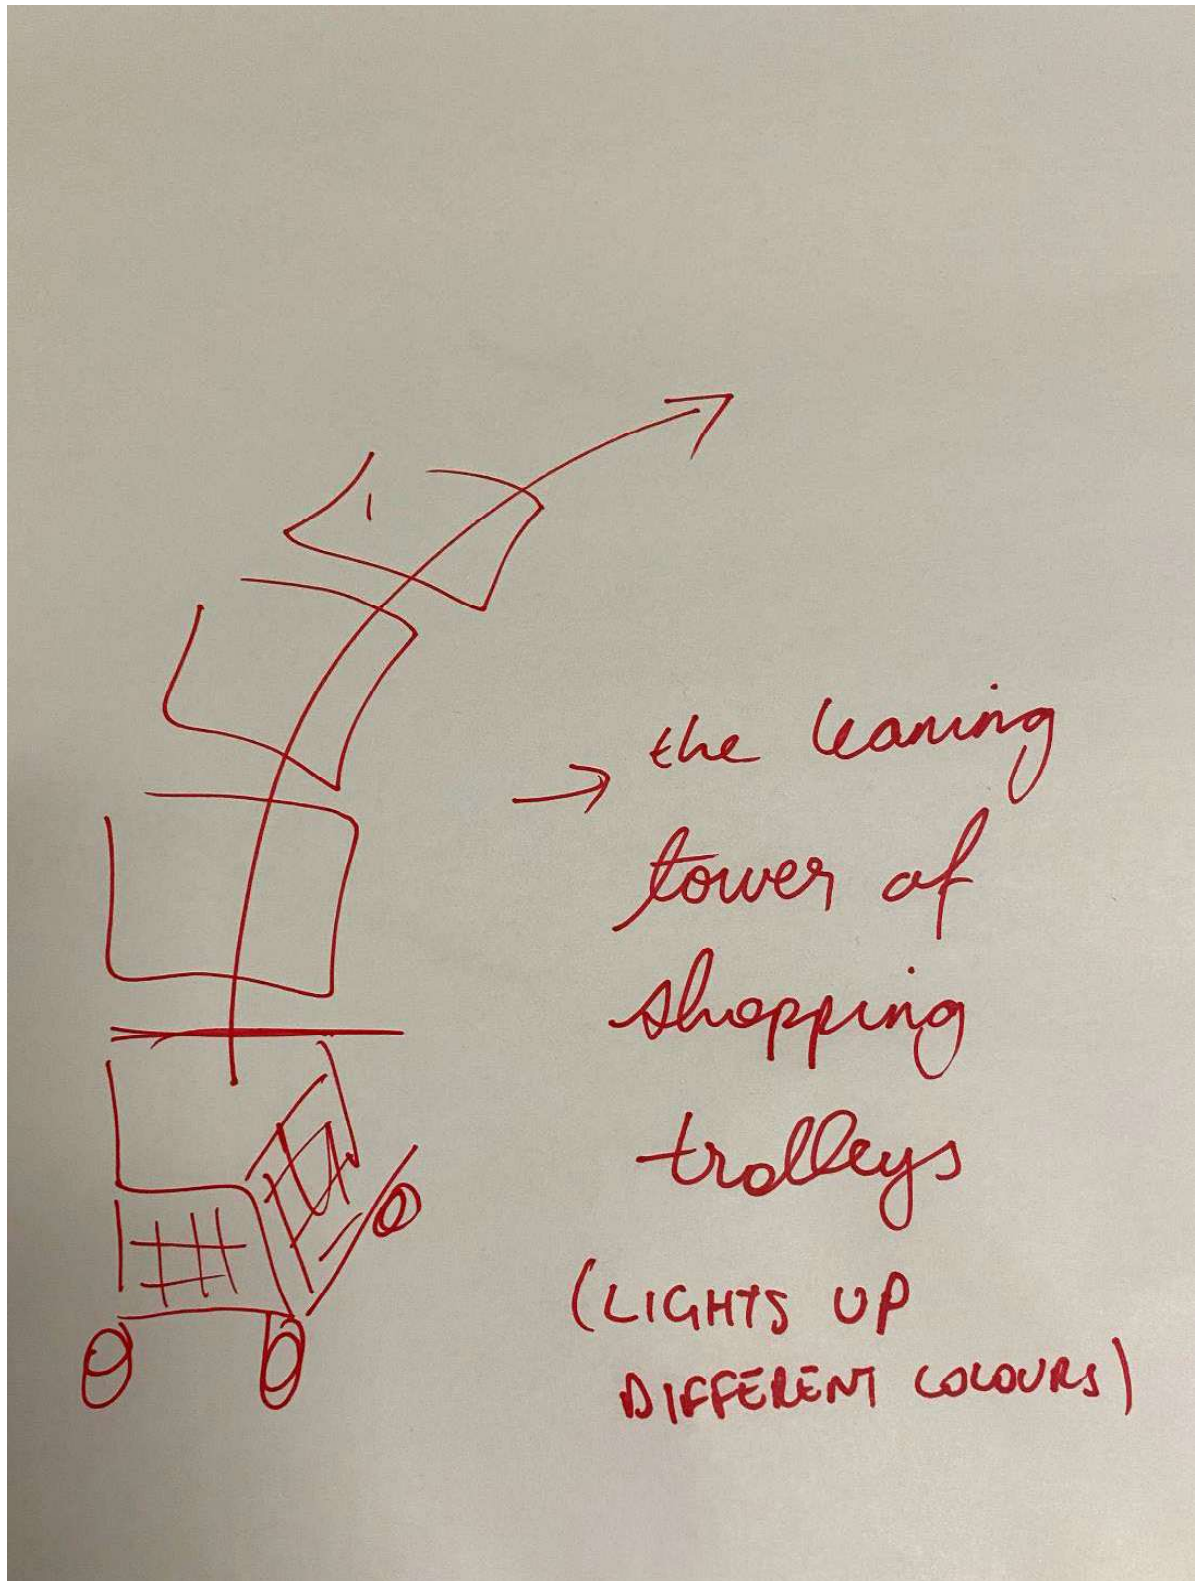 the leaning
tower of
shopping
trolleys
(LIGHTS UP
DIFFERENT COLOURS)